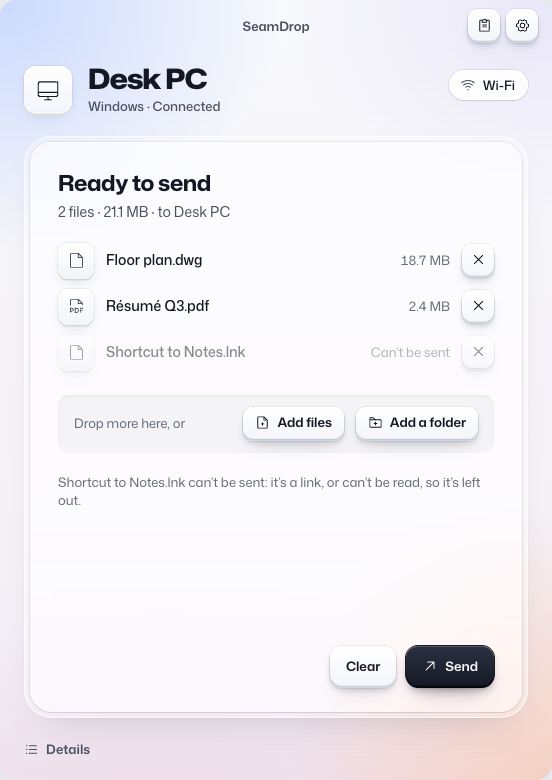 SeamDrop
Desk PC
Windows · Connected
Wi-Fi
Ready to send
2 files · 21.1 MB · to Desk PC
Floor plan.dwg
18.7 MB
PDF
Résumé Q3.pdf
2.4 MB
Shortcut to Notes.lnk
Can't be sent
Drop more here, or
Add files
Add a folder
Shortcut to Notes.lnk can't be sent: it's a link, or can't be read, so it's left
out.
Clear
Send
Details